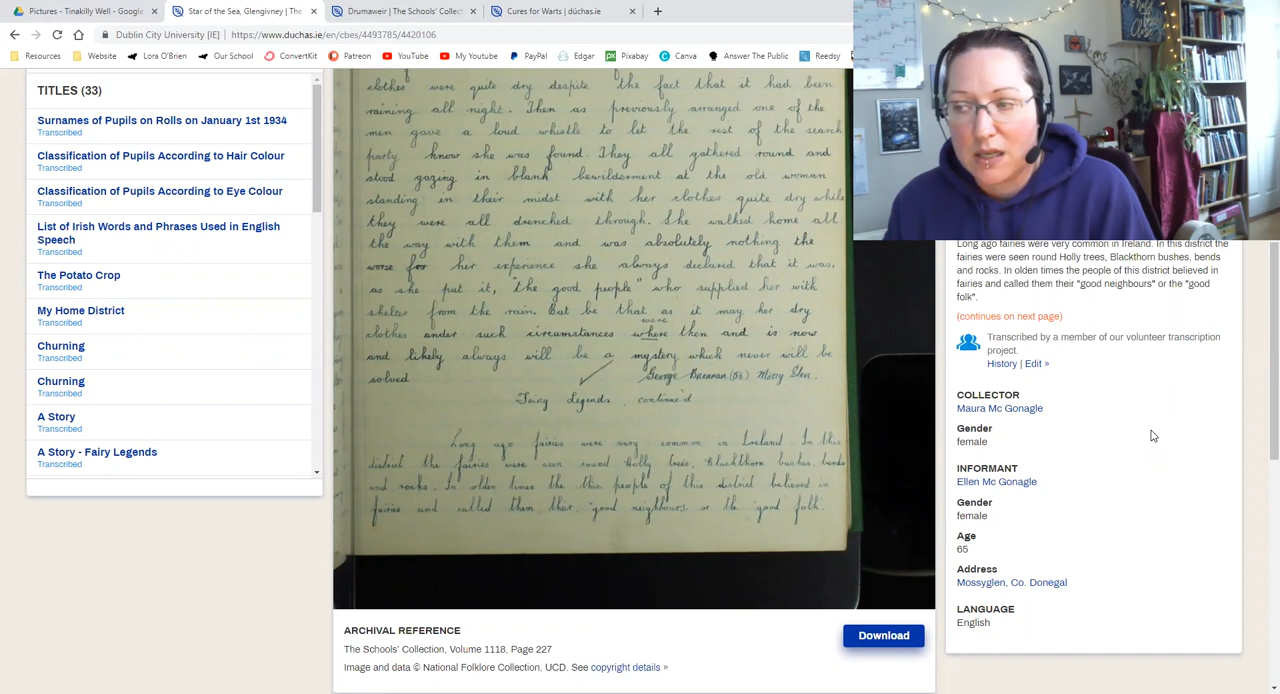 Pictures - Tinakilly Well - Google
Star of the Sea, Glengivney | The
Drumaweir | The Schools' Collect
Cures for Warts | dúchas.ie
Dublin City University [IE] | https://www.duchas.ie/en/cbes/4493785/4420106
Resources Website Lora O'Brien Our School ConvertKit Patreon YouTube My Youtube PayPal Edgar Pixabay Canva Answer The Public Reedsy
TITLES (33)
Surnames of Pupils on Rolls on January 1st 1934
Transcribed
Classification of Pupils According to Hair Colour
Transcribed
Classification of Pupils According to Eye Colour
Transcribed
List of Irish Words and Phrases Used in English
Speech
Transcribed
The Potato Crop
Transcribed
My Home District
Transcribed
Churning
Transcribed
Churning
Transcribed
A Story
Transcribed
A Story - Fairy Legends
Transcribed
clothes were quite dry despite the fact that it had been
raining all night. Then as previously arranged one of the
men gave a loud whistle to let the rest of the search
party know she was found. They all gathered round and
stood gazing in blank bewilderment at the old woman
standing in their midst with her clothes quite dry while
they were all drenched through. She walked home all
the way with them and was absolutely nothing the
worse for her experience she always declared that it was,
as she put it, "the good people" who supplied her with
shelter from the rain. But be that as it may her dry
were
clothes under such circumstances where then and is now
and likely always will be a mystery which never will be
solved
George Brennan (58) Mossy Glen.
Fairy Legends continued
Long ago fairies were very common in Ireland. In this
district the fairies were seen round Holly trees, Blackthorn bushes, bends
and rocks. In olden times the this people of this district believed in
fairies and called them their "good neighbours or the "good folk".
ARCHIVAL REFERENCE
The Schools' Collection, Volume 1118, Page 227
Image and data © National Folklore Collection, UCD. See copyright details »
Download
Long ago fairies were very common in Ireland. In this district the
fairies were seen round Holly trees, Blackthorn bushes, bends
and rocks. In olden times the people of this district believed in
fairies and called them their "good neighbours" or the "good
folk".
(continues on next page)
Transcribed by a member of our volunteer transcription
project.
History | Edit »
COLLECTOR
Maura Mc Gonagle
Gender
female
INFORMANT
Ellen Mc Gonagle
Gender
female
Age
65
Address
Mossyglen, Co. Donegal
LANGUAGE
English